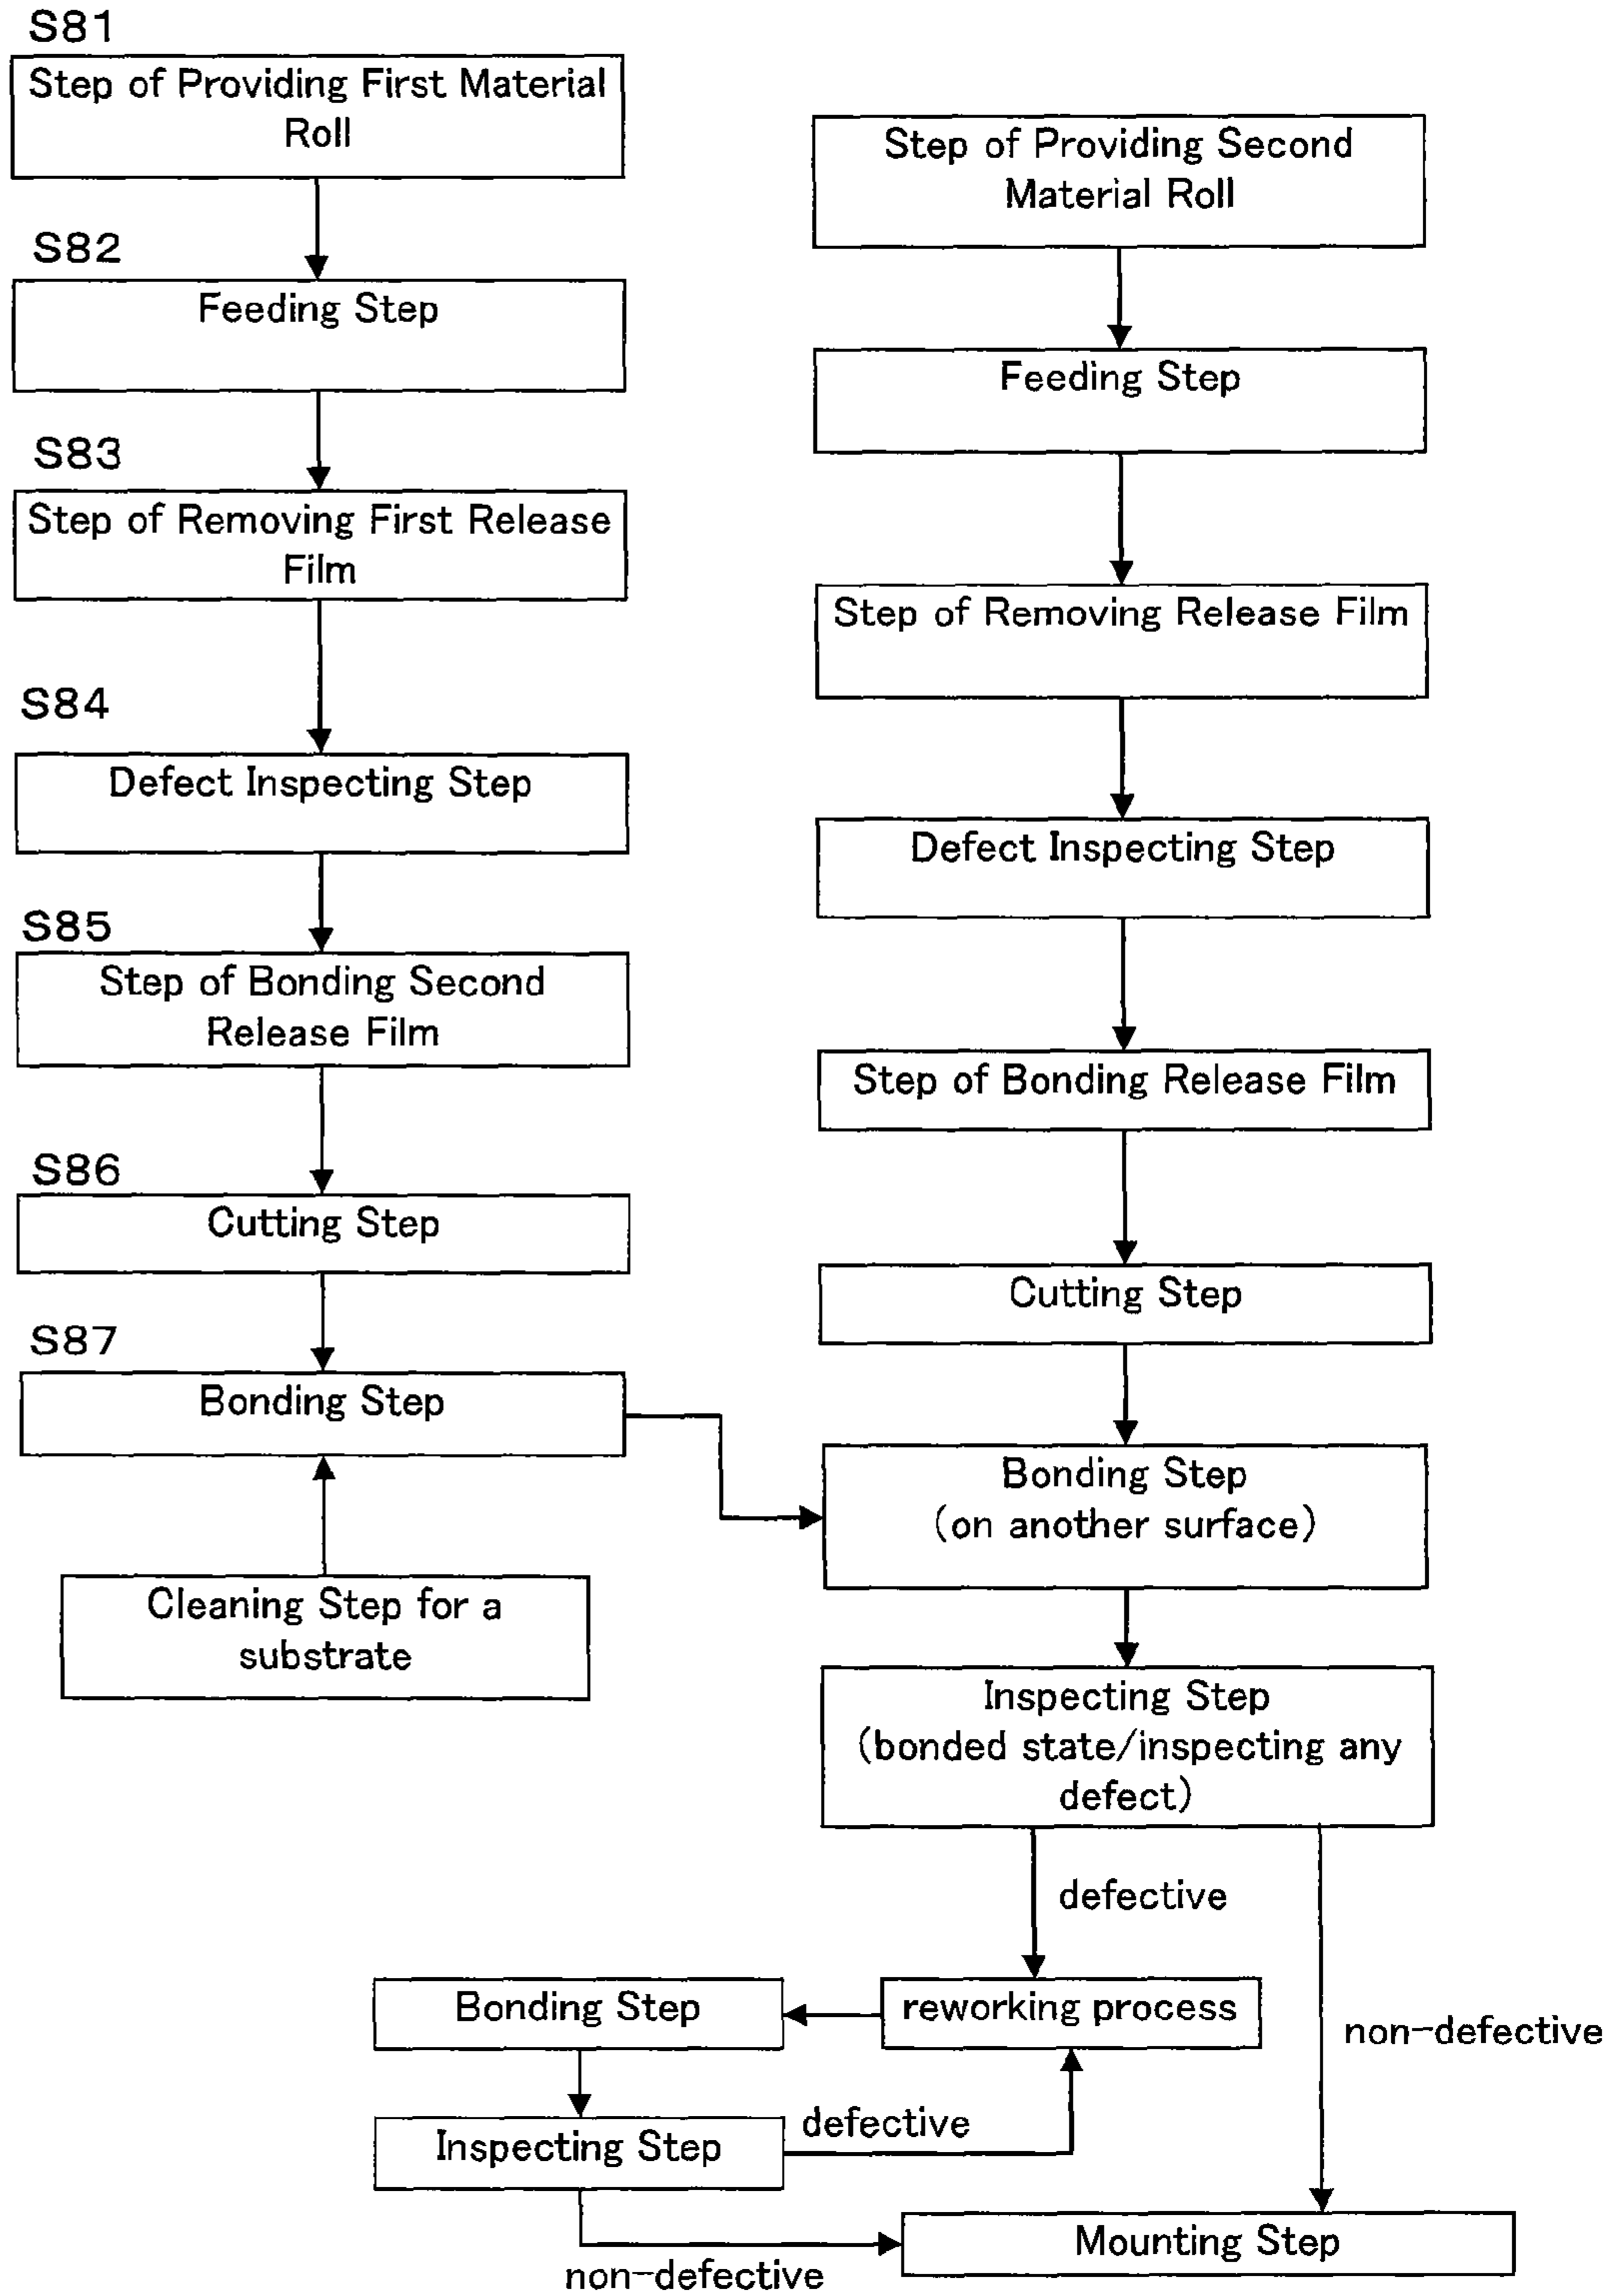 S81
Step of Providing First Material
Roll
S82
Feeding Step
S83
Step of Removing First Release
Film
S84
Defect Inspecting Step
S85
Step of Bonding Second
Release Film
S86
Cutting Step
S87
Bonding Step
Cleaning Step for a
substrate
Step of Providing Second
Material Roll
Feeding Step
Step of Removing Release Film
Defect Inspecting Step
Step of Bonding Release Film
Cutting Step
Bonding Step
(on another surface)
Inspecting Step
(bonded state/inspecting any
defect)
defective
non-defective
reworking process
Bonding Step
Inspecting Step
defective
non-defective
Mounting Step